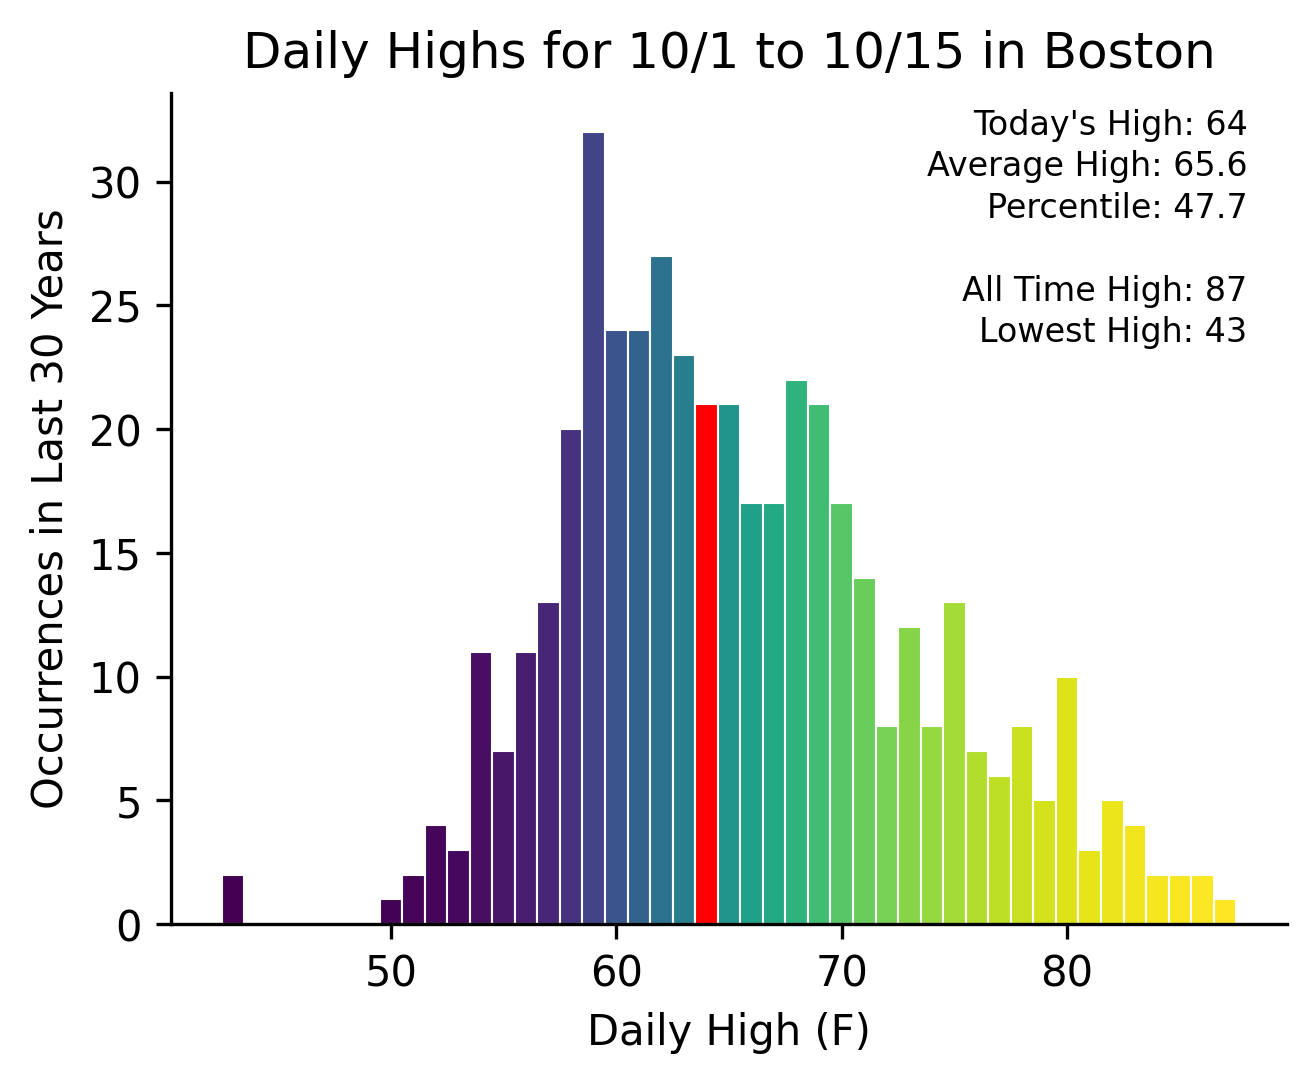 Daily Highs for 10/1 to 10/15 in Boston
Today's High: 64
Average High: 65.6
Percentile: 47.7
All Time High: 87
Lowest High: 43
Occurrences in Last 30 Years
30
25
20
15
10
5
0
50
60
70
80
Daily High (F)